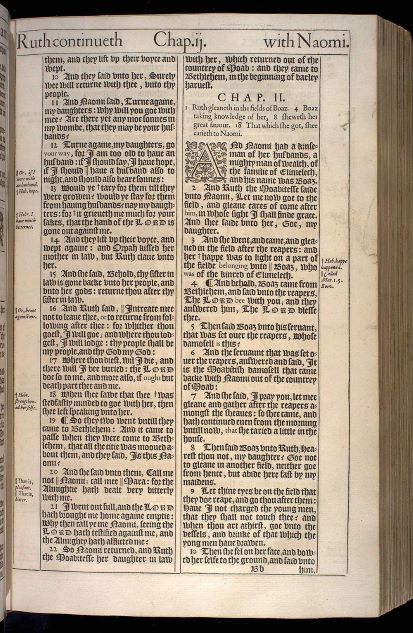 Ruth continueth Chap.ij. with Naomi.
them, and they lift vp their voyce and
wept.
10 And they said vnto her, Surely
wee will returne with thee, vnto thy
people.
11 And Naomi said, Turne againe,
my daughters: why will you goe with
mee? Are there yet any moe sonnes in
my wombe, that they may be your hus-
bands?
12 Turne againe, my daughters, go
your way, for I am too old to haue an
husband: if I should say, I haue hope,
if I should || haue a husband also to
night, and should also beare sonnes:
13 Would ye tary for them till they
were growen? would ye stay for them
from hauing husbands? nay my daugh-
ters: for it grieueth me much for your
sakes, that the hand of the LORD is
gone out against me.
14 And they lift vp their voyce, and
wept againe: and Orpah kissed her
mother in law, but Ruth claue vnto
her.
15 And she said, Behold, thy sister in
law is gone backe vnto her people, and
vnto her gods: returne thou after thy
sister in law.
16 And Ruth said, || Intreate mee
not to leaue thee, or to returne from fol-
lowing after thee: for whither thou
goest, I will goe; and where thou lod-
gest, I will lodge: thy people shall be
my people, and thy God my God:
17 Where thou diest, will I die, and
there will I bee buried: the LORD
doe so to me, and more also, if ought but
death part thee and me.
18 When shee sawe that shee
stedfastly minded to goe with her, then
shee left speaking vnto her.
19 ¶ So they two went vntill they
came to Bethlehem: And it came to
passe when they were come to Beth-
lehem, that all the citie was mooued a-
bout them, and they said, Is this Nao-
mi?
20 And she said vnto them, Call me
not || Naomi; call mee || Mara: for the
Almightie hath dealt very bitterly
with me.
21 I went out full, and the LORD
hath brought me home againe emptie:
Why then call ye me Naomi, seeing the
LORD hath testified against me, and
the Almighty hath afflicted me?
22 So Naomi returned, and Ruth
the Moabitesse her daughter in law
with her, which returned out of the
countrey of Moab: and they came to
Bethlehem, in the beginning of barley
haruest.
CHAP. II.
1 Ruth gleaneth in the fields of Boaz. 4 Boaz
taking knowledge of her, 8 sheweth her
great fauour. 18 That which she got, shee
carieth to Naomi.
AND Naomi had a kinse-
man of her husbands, a
mighty man of wealth, of
the familie of Elimelech,
and his name was Boaz.
2 And Ruth the Moabitesse saide
vnto Naomi, Let me now goe to the
field, and gleane eares of corne after
him, in whose sight I shall finde grace.
And shee saide vnto her, Goe, my
daughter.
3 And she went, and came, and glea-
ned in the field after the reapers: and
her happe was to light on a part of
the fielde belonging vnto || Boaz, who
was of the kinred of Elimelech.
4 ¶ And behold, Boaz came from
Bethlehem, and said vnto the reapers,
The LORD bee with you; and they
answered him, The LORD blesse
thee.
5 Then said Boaz vnto his seruant,
that was set ouer the reapers, Whose
damosell is this?
6 And the seruant that was set o-
uer the reapers, answered and said, It
is the Moabitish damosell that came
backe with Naomi out of the countrey
of Moab:
7 And she said, I pray you, let mee
gleane and gather after the reapers a-
mongst the sheaues: so shee came, and
hath continued euen from the morning
vntill now, that she taried a little in the
house.
8 Then said Boaz vnto Ruth, Hea-
rest thou not, my daughter? Goe not
to gleane in another field, neither goe
from hence, but abide here fast by my
maidens.
9 Let thine eyes be on the field that
they doe reape, and go thou after them:
haue I not charged the young men,
that they shall not touch thee? and
when thou art athirst, goe vnto the
vessels, and drinke of that which the
yong men haue drawen.
10 Then she fel on her face, and bow-
ed her selfe to the ground, and said vnto
Bb him,